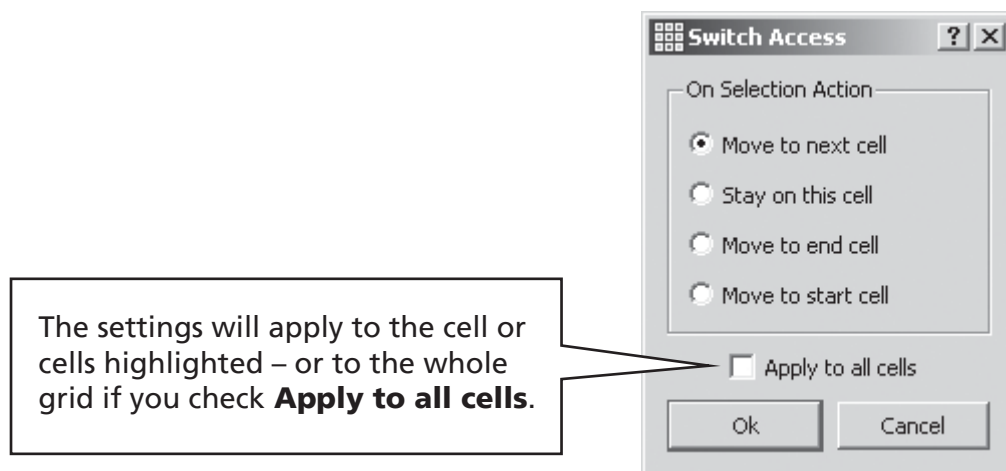 Switch Access
On Selection Action
Move to next cell
Stay on this cell
Move to end cell
Move to start cell
The settings will apply to the cell or
cells highlighted – or to the whole
grid if you check Apply to all cells.
Apply to all cells
Ok
Cancel